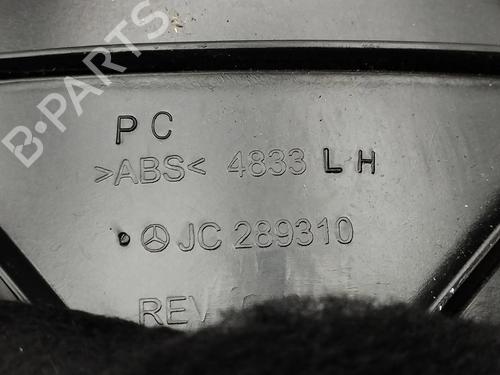 B-PARTS
PC
>ABS< 4833 LH
JC 289310
REV